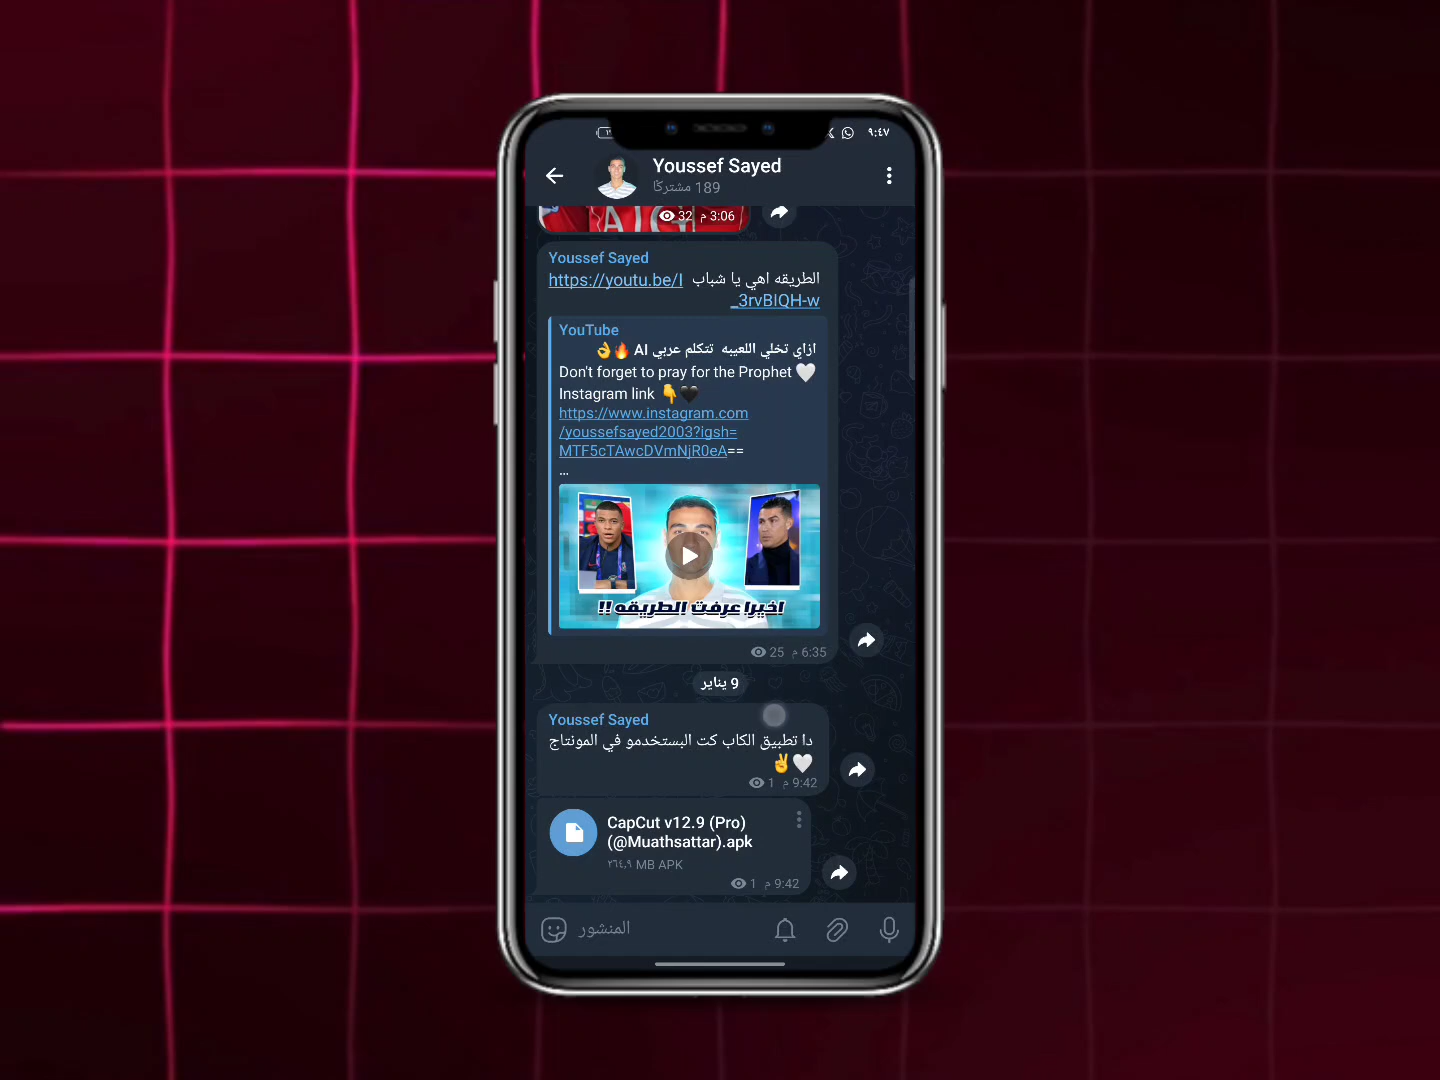 ٩:٤٧
Youssef Sayed
189 مشتركًا
32 3:06 م
Youssef Sayed
الطريقه اهي يا شباب https://youtu.be/I
_3rvBIQH-w
YouTube
ازاي تخلي اللعيبه تتكلم عربي AI 🔥👌
Don't forget to pray for the Prophet 🤍
Instagram link 👇🖤
https://www.instagram.com
/youssefsayed2003?igsh=
MTF5cTAwcDVmNjR0eA==
...
اخيرا عرفت الطريقه !!
25 6:35 م
9 يناير
Youssef Sayed
دا تطبيق الكاب كت البستخدمو في المونتاج
🤍✌️
1 9:42 م
CapCut v12.9 (Pro)
(@Muathsattar).apk
٢٦٤,٩ MB APK
1 9:42 م
المنشور